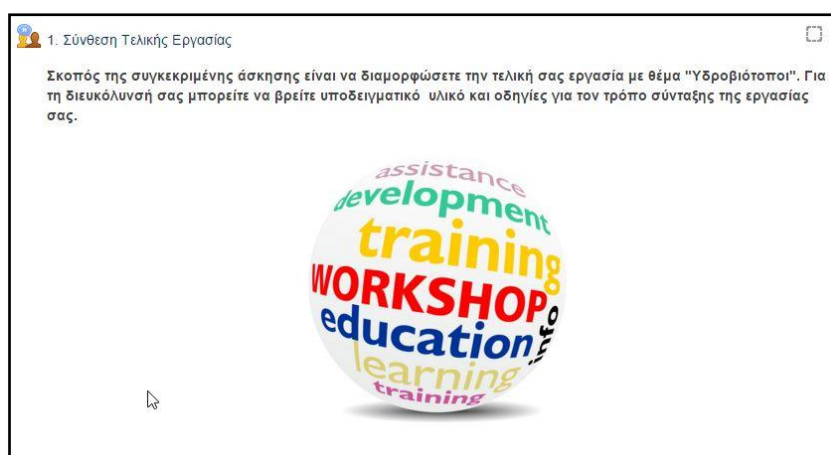 1. Σύνθεση Τελικής Εργασίας
Σκοπός της συγκεκριμένης άσκησης είναι να διαμορφώσετε την τελική σας εργασία με θέμα "Υδροβιότοποι". Για
τη διευκόλυνσή σας μπορείτε να βρείτε υποδειγματικό υλικό και οδηγίες για τον τρόπο σύνταξης της εργασίας
σας.
assistance
development
training
WORKSHOP
info
education
learning
training